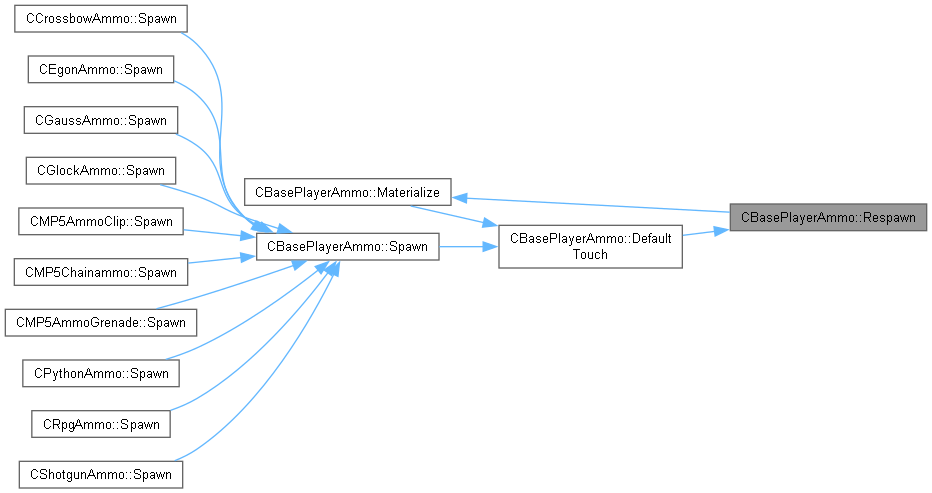 CCrossbowAmmo::Spawn
CEgonAmmo::Spawn
CGaussAmmo::Spawn
CGlockAmmo::Spawn
CMP5AmmoClip::Spawn
CMP5Chainammo::Spawn
CMP5AmmoGrenade::Spawn
CPythonAmmo::Spawn
CRpgAmmo::Spawn
CShotgunAmmo::Spawn
CBasePlayerAmmo::Materialize
CBasePlayerAmmo::Spawn
CBasePlayerAmmo::Default
Touch
CBasePlayerAmmo::Respawn